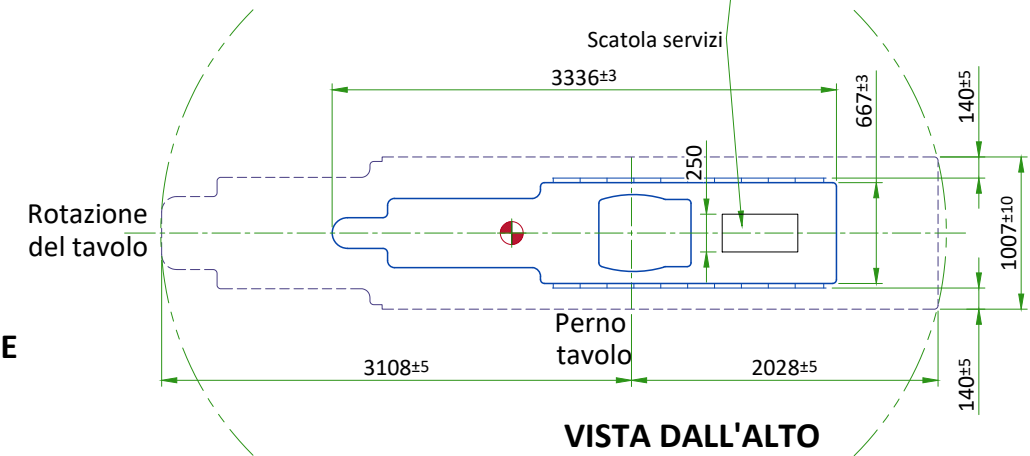 Scatola servizi
3336±3
667±3
140±5
250
Rotazione
del tavolo
1007±10
E
Perno
tavolo
3108±5
2028±5
140±5
VISTA DALL'ALTO